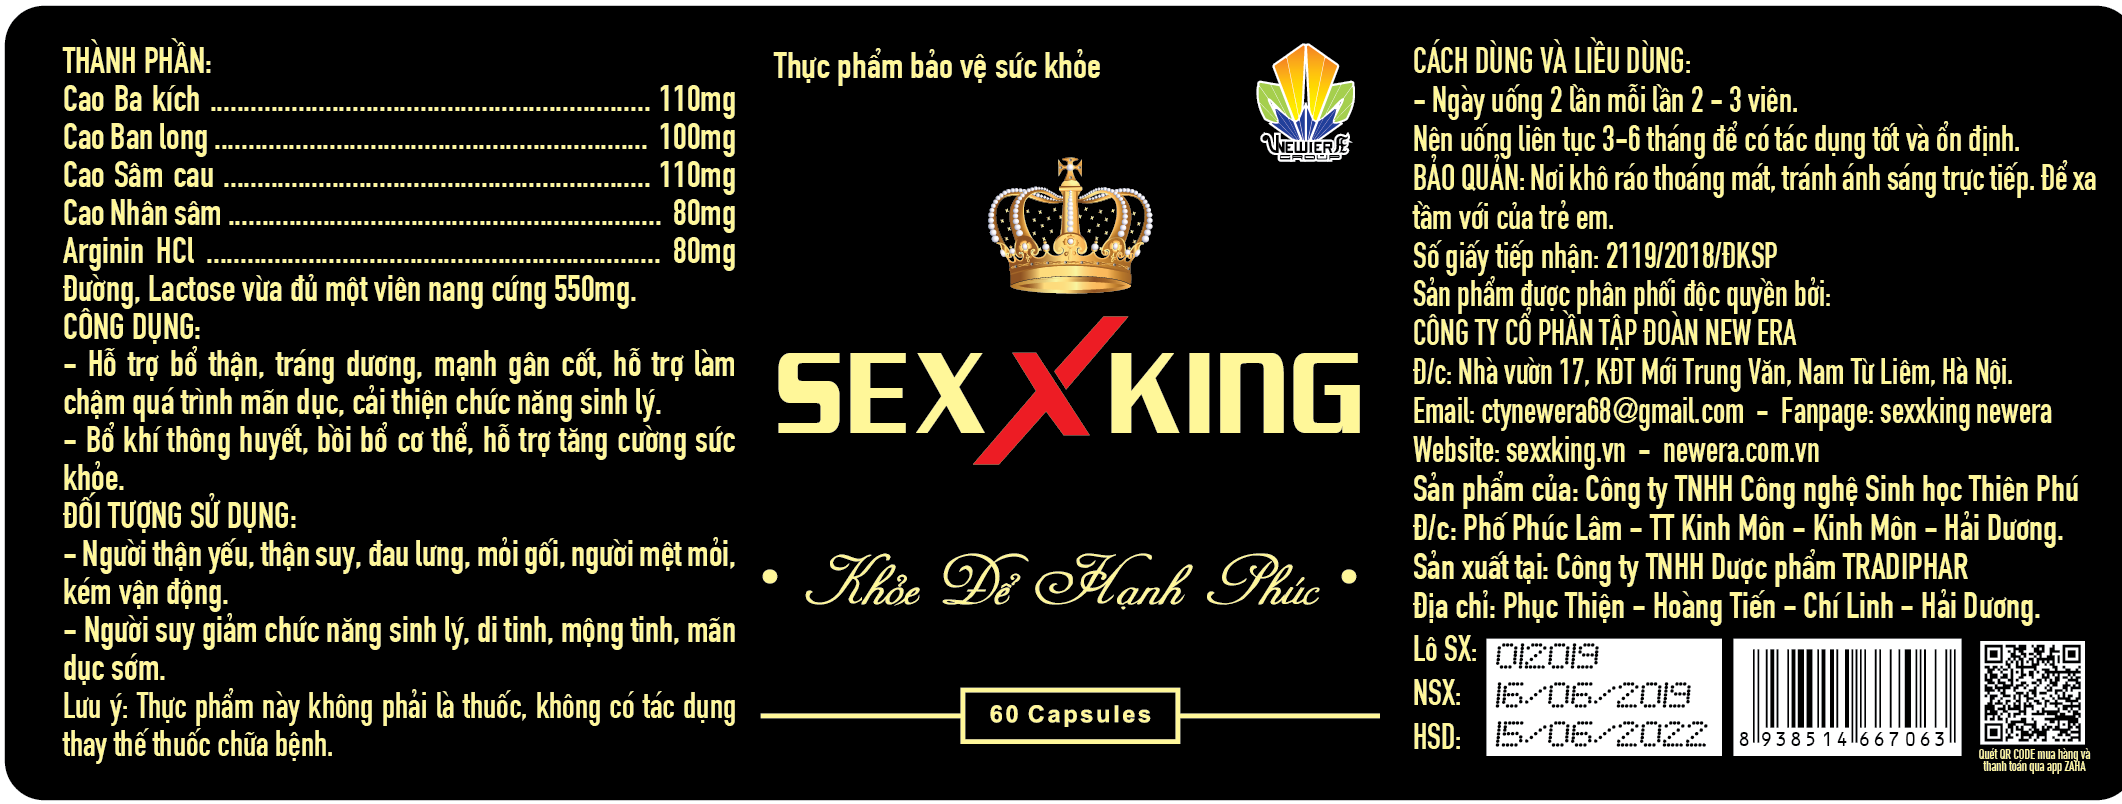 THÀNH PHẦN:
Cao Ba kích ................................................................. 110mg
Cao Ban long ................................................................ 100mg
Cao Sâm cau ............................................................... 110mg
Cao Nhân sâm ................................................................ 80mg
Arginin HCl ................................................................... 80mg
Đường, Lactose vừa đủ một viên nang cứng 550mg.
CÔNG DỤNG:
- Hỗ trợ bổ thận, tráng dương, mạnh gân cốt, hỗ trợ làm
chậm quá trình mãn dục, cải thiện chức năng sinh lý.
- Bổ khí thông huyết, bồi bổ cơ thể, hỗ trợ tăng cường sức
khỏe.
ĐỐI TƯỢNG SỬ DỤNG:
- Người thận yếu, thận suy, đau lưng, mỏi gối, người mệt mỏi,
kém vận động.
- Người suy giảm chức năng sinh lý, di tinh, mộng tinh, mãn
dục sớm.
Lưu ý: Thực phẩm này không phải là thuốc, không có tác dụng
thay thế thuốc chữa bệnh.
Thực phẩm bảo vệ sức khỏe
NEWIERA
GROUP
SEXXKING
• Khỏe Để Hạnh Phúc •
60 Capsules
CÁCH DÙNG VÀ LIỀU DÙNG:
- Ngày uống 2 lần mỗi lần 2 - 3 viên.
Nên uống liên tục 3-6 tháng để có tác dụng tốt và ổn định.
BẢO QUẢN: Nơi khô ráo thoáng mát, tránh ánh sáng trực tiếp. Để xa
tầm với của trẻ em.
Số giấy tiếp nhận: 2119/2018/ĐKSP
Sản phẩm được phân phối độc quyền bởi:
CÔNG TY CỔ PHẦN TẬP ĐOÀN NEW ERA
Đ/c: Nhà vườn 17, KĐT Mới Trung Văn, Nam Từ Liêm, Hà Nội.
Email: ctynewera68@gmail.com - Fanpage: sexxking newera
Website: sexxking.vn - newera.com.vn
Sản phẩm của: Công ty TNHH Công nghệ Sinh học Thiên Phú
Đ/c: Phố Phúc Lâm - TT Kinh Môn - Kinh Môn - Hải Dương.
Sản xuất tại: Công ty TNHH Dược phẩm TRADIPHAR
Địa chỉ: Phục Thiện - Hoàng Tiến - Chí Linh - Hải Dương.
Lô SX: 012019
NSX: 16/06/2019
HSD: 15/06/2022
8 938514 667063
Quét QR CODE mua hàng và
thanh toán qua app ZAHA